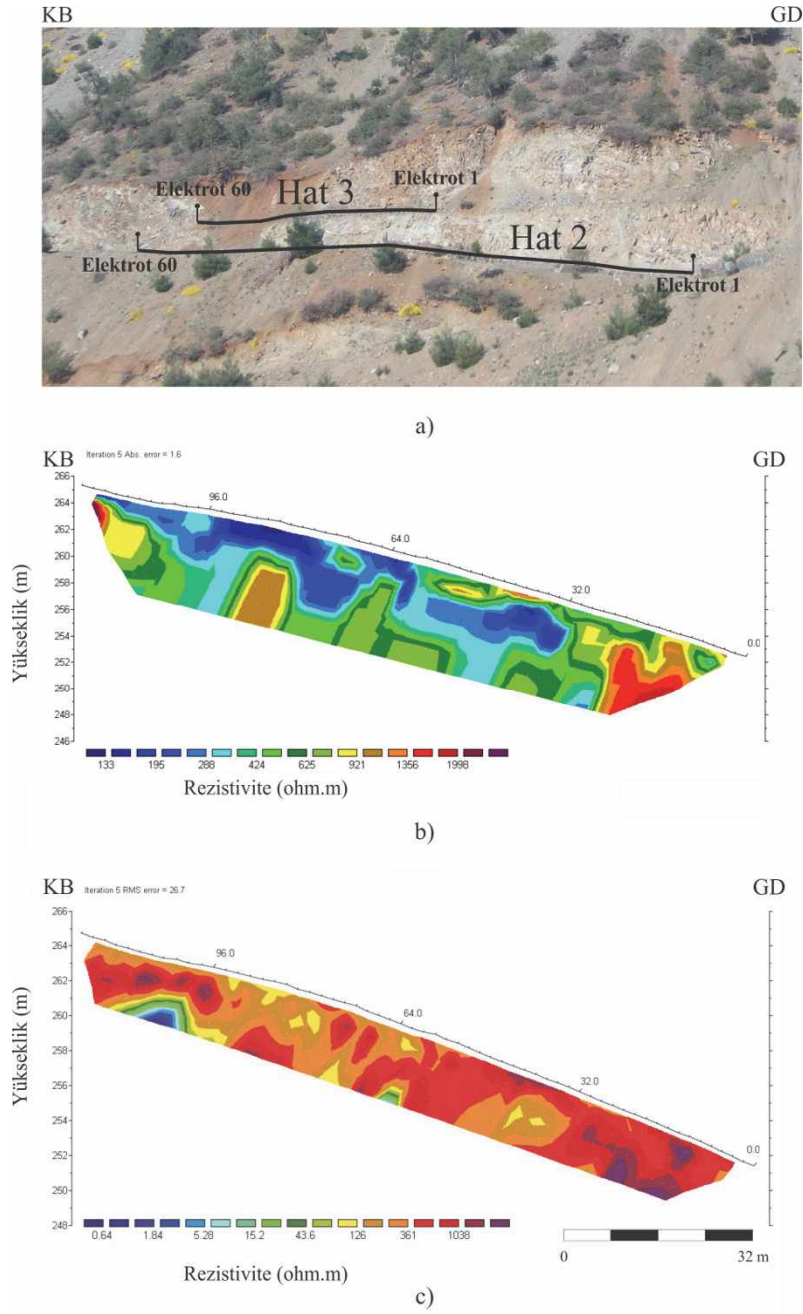 KB GD
Elektrot 60 Hat 3 Elektrot 1
Elektrot 60 Hat 2 Elektrot 1
a)
KB Iteration 5 Abs. error = 1.6 GD
Yükseklik (m)
266
264
262
260
258
256
254
252
250
248
246
96.0
64.0
32.0
0.0
133 195 288 424 625 921 1356 1998
Rezistivite (ohm.m)
b)
KB Iteration 5 RMS error = 26.7 GD
Yükseklik (m)
266
264
262
260
258
256
254
252
250
248
96.0
64.0
32.0
0.0
0.64 1.84 5.28 15.2 43.6 126 361 1038
0 32 m
Rezistivite (ohm.m)
c)